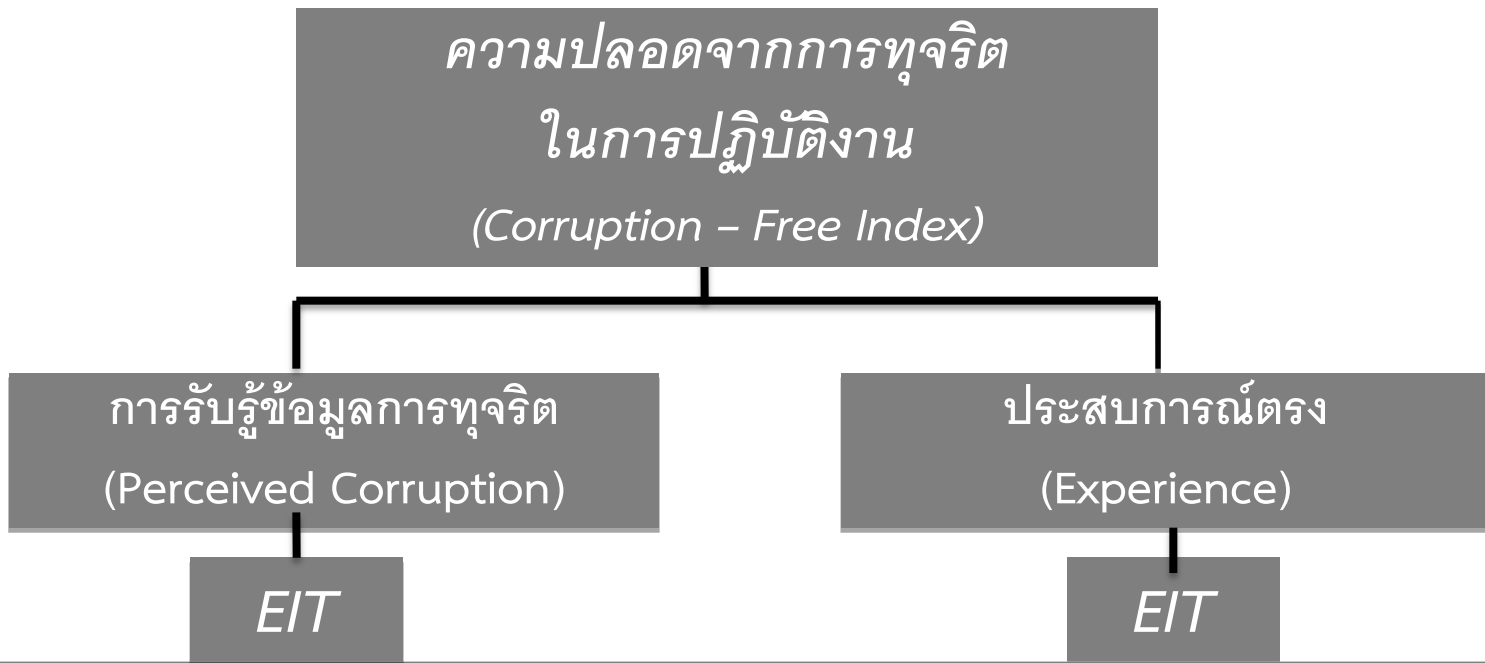 ความปลอดจากการทุจริต
ในการปฏิบัติงาน
(Corruption – Free Index)
การรับรู้ข้อมูลการทุจริต
(Perceived Corruption)
ประสบการณ์ตรง
(Experience)
EIT
EIT